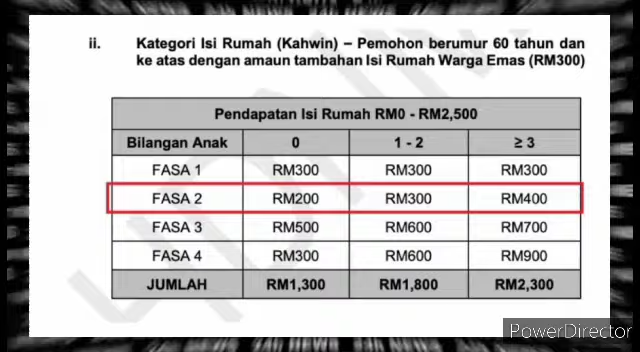 ii. Kategori Isi Rumah (Kahwin) – Pemohon berumur 60 tahun dan
ke atas dengan amaun tambahan Isi Rumah Warga Emas (RM300)
Pendapatan Isi Rumah RM0 - RM2,500
Bilangan Anak 0 1 - 2 ≥ 3
FASA 1 RM300 RM300 RM300
FASA 2 RM200 RM300 RM400
FASA 3 RM500 RM600 RM700
FASA 4 RM300 RM600 RM900
JUMLAH RM1,300 RM1,800 RM2,300
PowerDirector